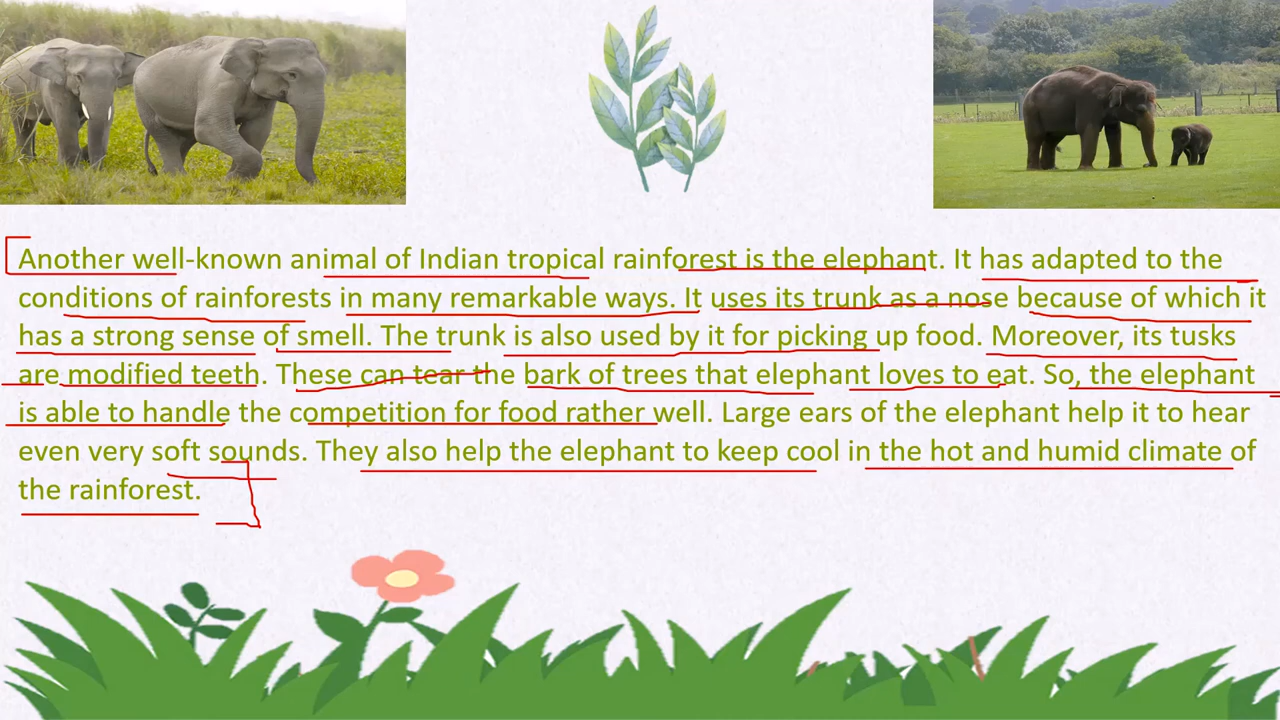 Another well-known animal of Indian tropical rainforest is the elephant. It has adapted to the
conditions of rainforests in many remarkable ways. It uses its trunk as a nose because of which it
has a strong sense of smell. The trunk is also used by it for picking up food. Moreover, its tusks
are modified teeth. These can tear the bark of trees that elephant loves to eat. So, the elephant
is able to handle the competition for food rather well. Large ears of the elephant help it to hear
even very soft sounds. They also help the elephant to keep cool in the hot and humid climate of
the rainforest.